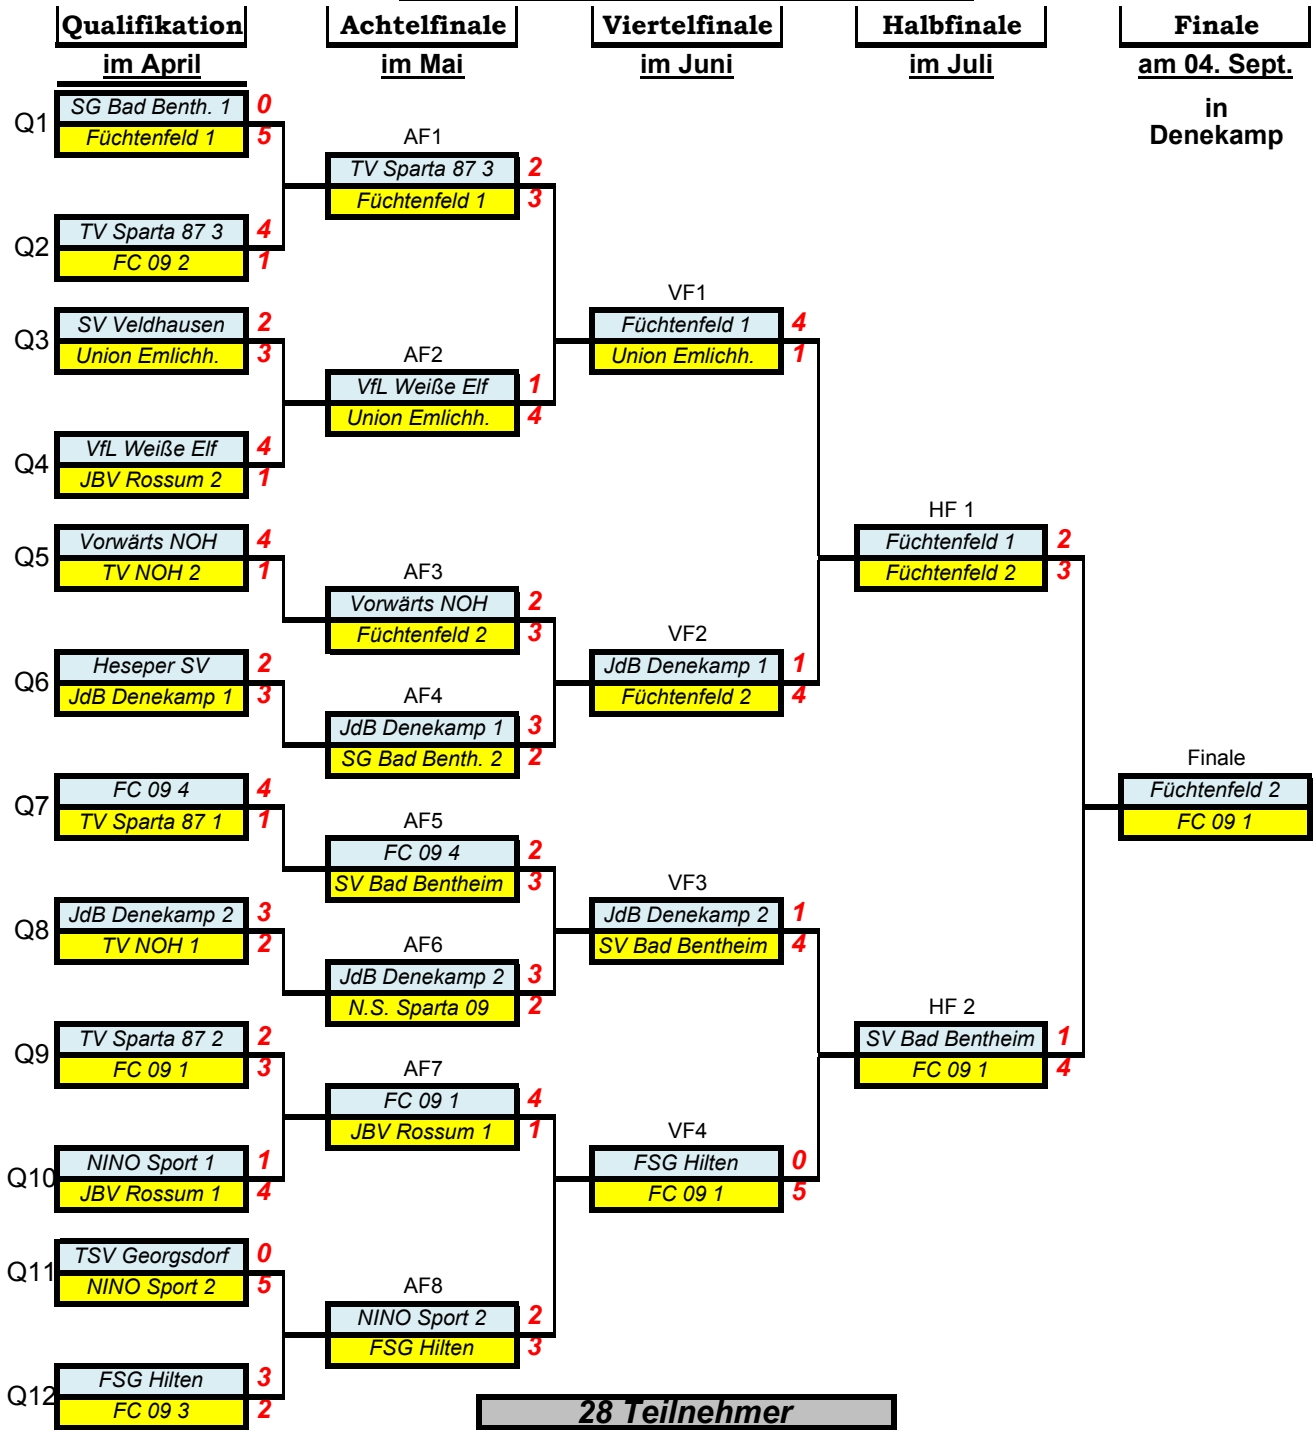 Qualifikation
im April
Q1
SG Bad Benth. 1 0
Füchtenfeld 1 5
Q2
TV Sparta 87 3 4
FC 09 2 1
Q3
SV Veldhausen 2
Union Emlichh. 3
Q4
VfL Weiße Elf 4
JBV Rossum 2 1
Q5
Vorwärts NOH 4
TV NOH 2 1
Q6
Heseper SV 2
JdB Denekamp 1 3
Q7
FC 09 4 4
TV Sparta 87 1 1
Q8
JdB Denekamp 2 3
TV NOH 1 2
Q9
TV Sparta 87 2 2
FC 09 1 3
Q10
NINO Sport 1 1
JBV Rossum 1 4
Q11
TSV Georgsdorf 0
NINO Sport 2 5
Q12
FSG Hilten 3
FC 09 3 2
Achtelfinale
im Mai
AF1
TV Sparta 87 3 2
Füchtenfeld 1 3
AF2
VfL Weiße Elf 1
Union Emlichh. 4
AF3
Vorwärts NOH 2
Füchtenfeld 2 3
AF4
JdB Denekamp 1 3
SG Bad Benth. 2 2
AF5
FC 09 4 2
SV Bad Bentheim 3
AF6
JdB Denekamp 2 3
N.S. Sparta 09 2
AF7
FC 09 1 4
JBV Rossum 1 1
AF8
NINO Sport 2 2
FSG Hilten 3
Viertelfinale
im Juni
VF1
Füchtenfeld 1 4
Union Emlichh. 1
VF2
JdB Denekamp 1 1
Füchtenfeld 2 4
VF3
JdB Denekamp 2 1
SV Bad Bentheim 4
VF4
FSG Hilten 0
FC 09 1 5
Halbfinale
im Juli
HF 1
Füchtenfeld 1 2
Füchtenfeld 2 3
HF 2
SV Bad Bentheim 1
FC 09 1 4
Finale
am 04. Sept.
in
Denekamp
Finale
Füchtenfeld 2
FC 09 1
28 Teilnehmer